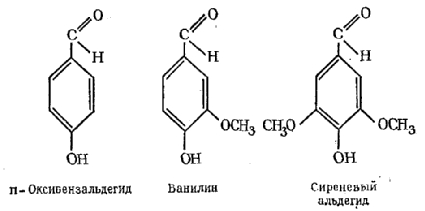 C O H C O H C O H
OCH₃ CH₃O OCH₃
OH OH OH
п- Оксибензальдегид Ванилин Сиреневый
альдегид